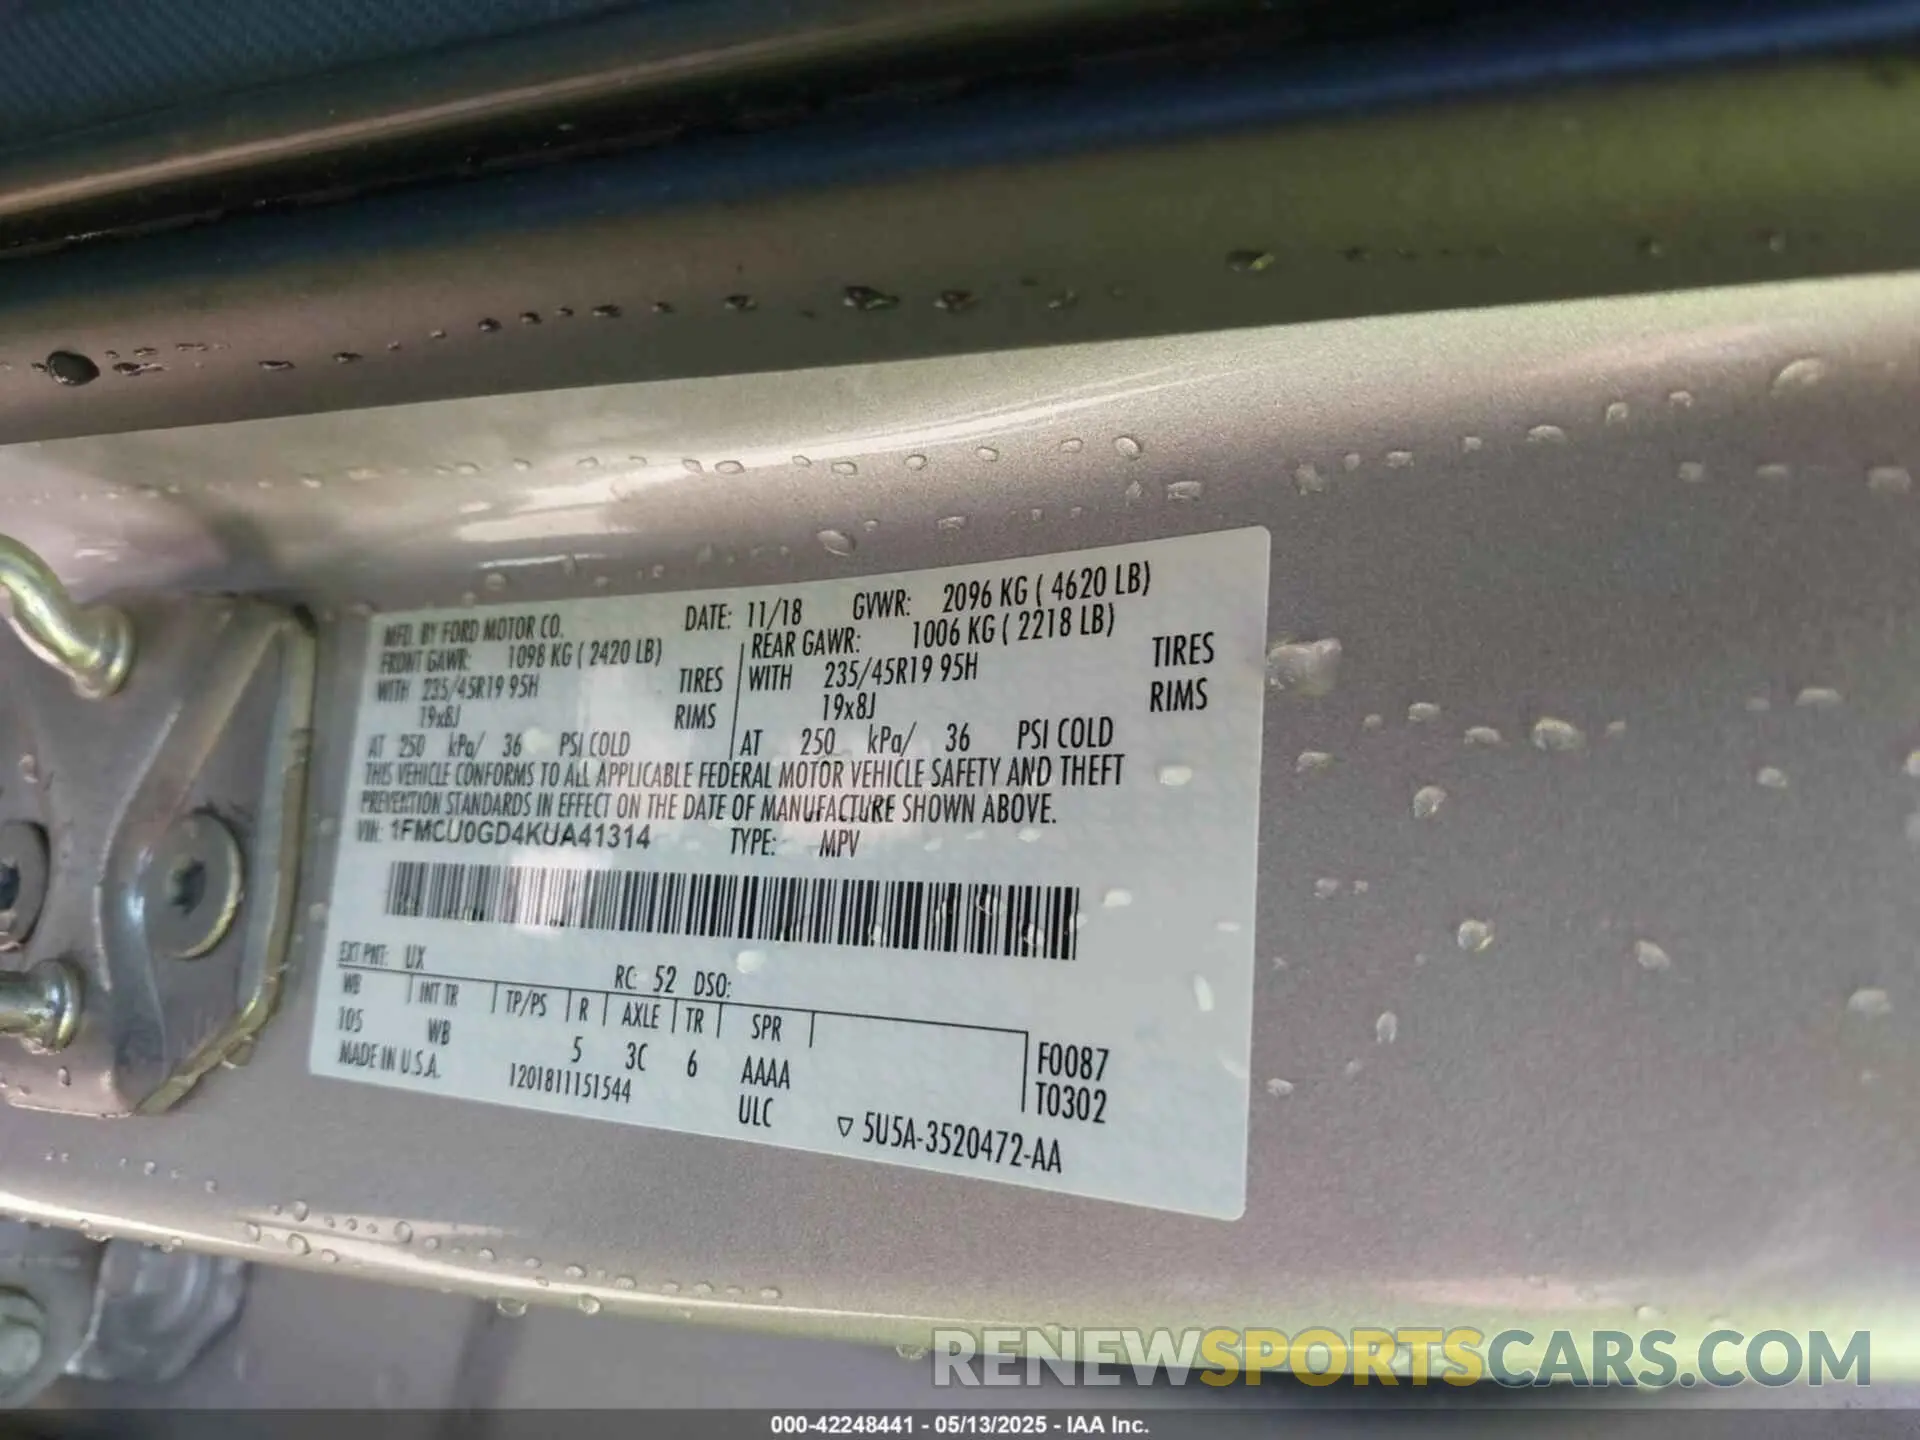 MFD. BY FORD MOTOR CO. DATE: 11/18 GVWR: 2096 KG ( 4620 LB)
FRONT GAWR: 1098 KG ( 2420 LB) REAR GAWR: 1006 KG ( 2218 LB)
WITH 235/45R19 95H TIRES WITH 235/45R19 95H TIRES
19x8J RIMS 19x8J RIMS
AT 250 kPa/ 36 PSI COLD AT 250 kPa/ 36 PSI COLD
THIS VEHICLE CONFORMS TO ALL APPLICABLE FEDERAL MOTOR VEHICLE SAFETY AND THEFT
PREVENTION STANDARDS IN EFFECT ON THE DATE OF MANUFACTURE SHOWN ABOVE.
VIN: 1FMCU0GD4KUA41314 TYPE: MPV
EXT PNT: UX RC: 52 DSO:
WB INT TR TP/PS R AXLE TR SPR
105 WB 5 3C 6 AAAA F0087
MADE IN U.S.A. 1201811151544 ULC T0302
▽ 5U5A-3520472-AA
RENEWSPORTSCARS.COM
000-42248441 - 05/13/2025 - IAA Inc.